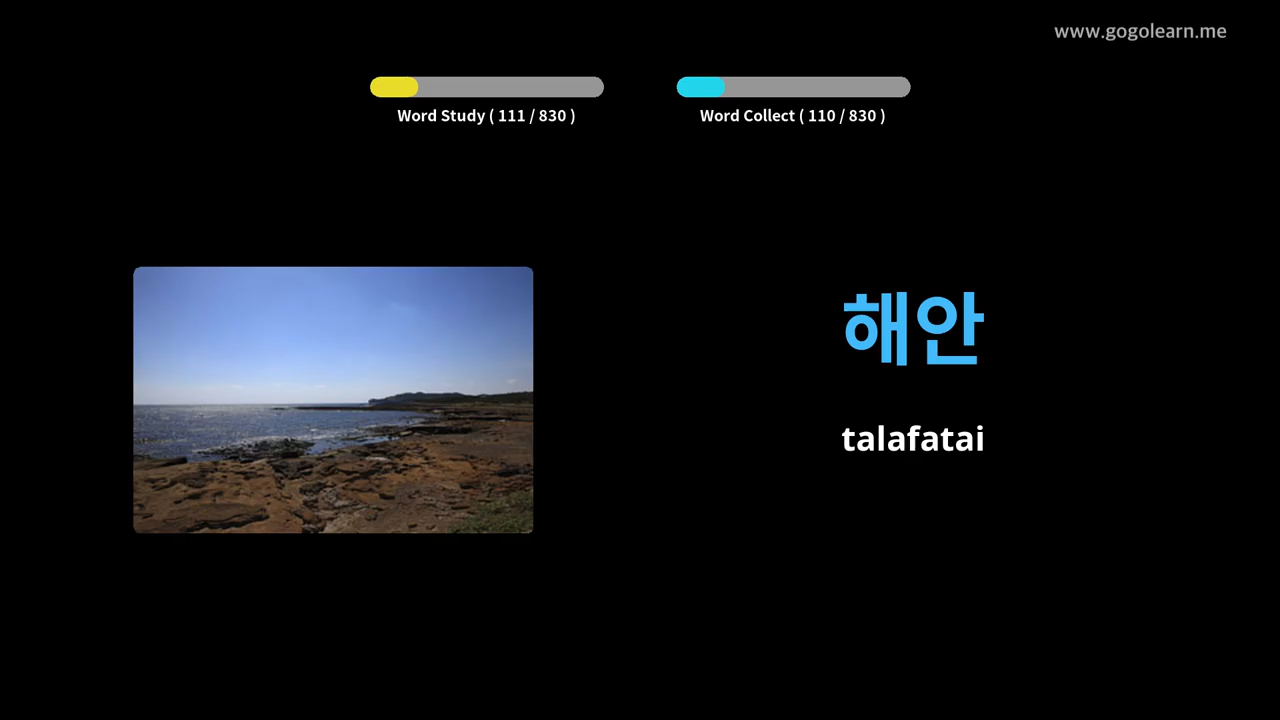 www.gogolearn.me
Word Study ( 111 / 830 )
Word Collect ( 110 / 830 )
해안
talafatai